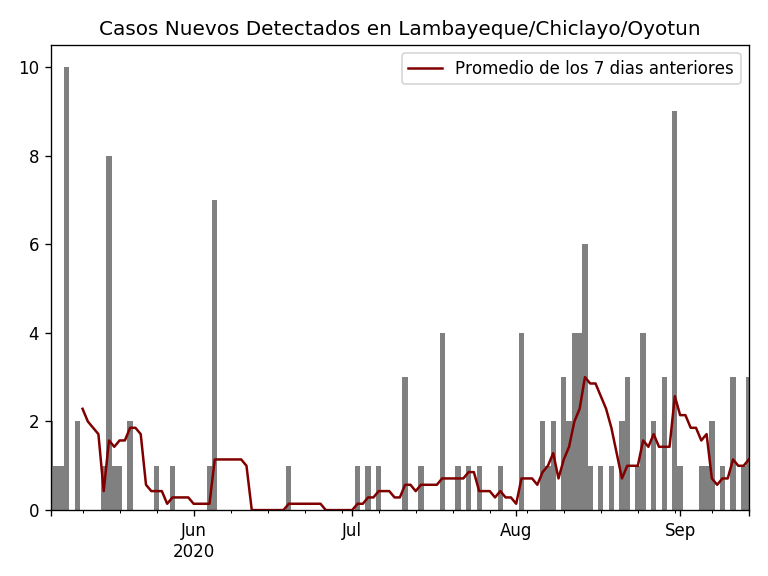 Casos Nuevos Detectados en Lambayeque/Chiclayo/Oyotun
Promedio de los 7 dias anteriores
10
8
6
4
2
0
Jun
2020
Jul
Aug
Sep